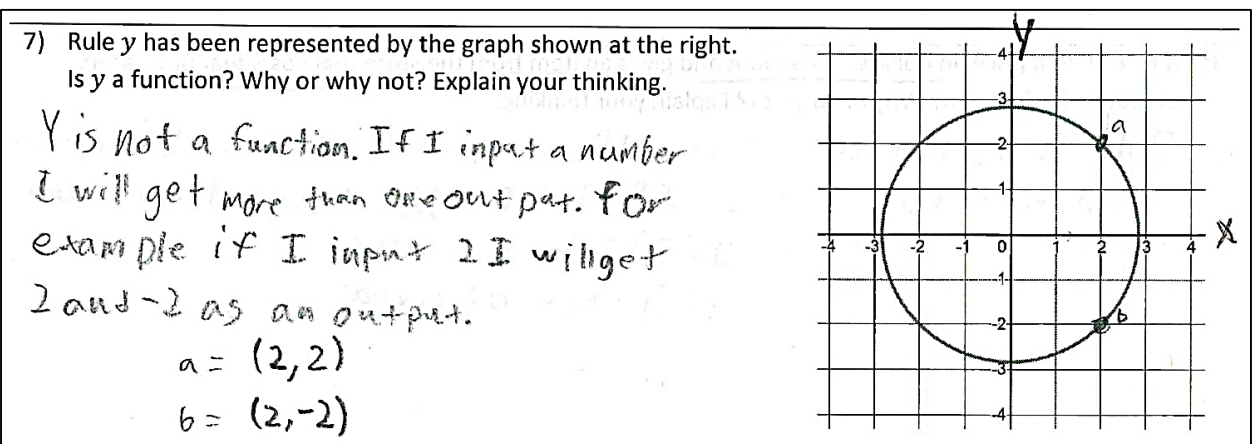 7) Rule y has been represented by the graph shown at the right.
Is y a function? Why or why not? Explain your thinking.
Y is not a function. If I input a number
I will get more than one output. for
example if I input 2 I will get
2 and -2 as an output.
a = (2,2)
b = (2,-2)
y
4
3
a
2
1
-4 -3 -2 -1 0 1 2 3 4 X
-1
-2 b
-3
-4